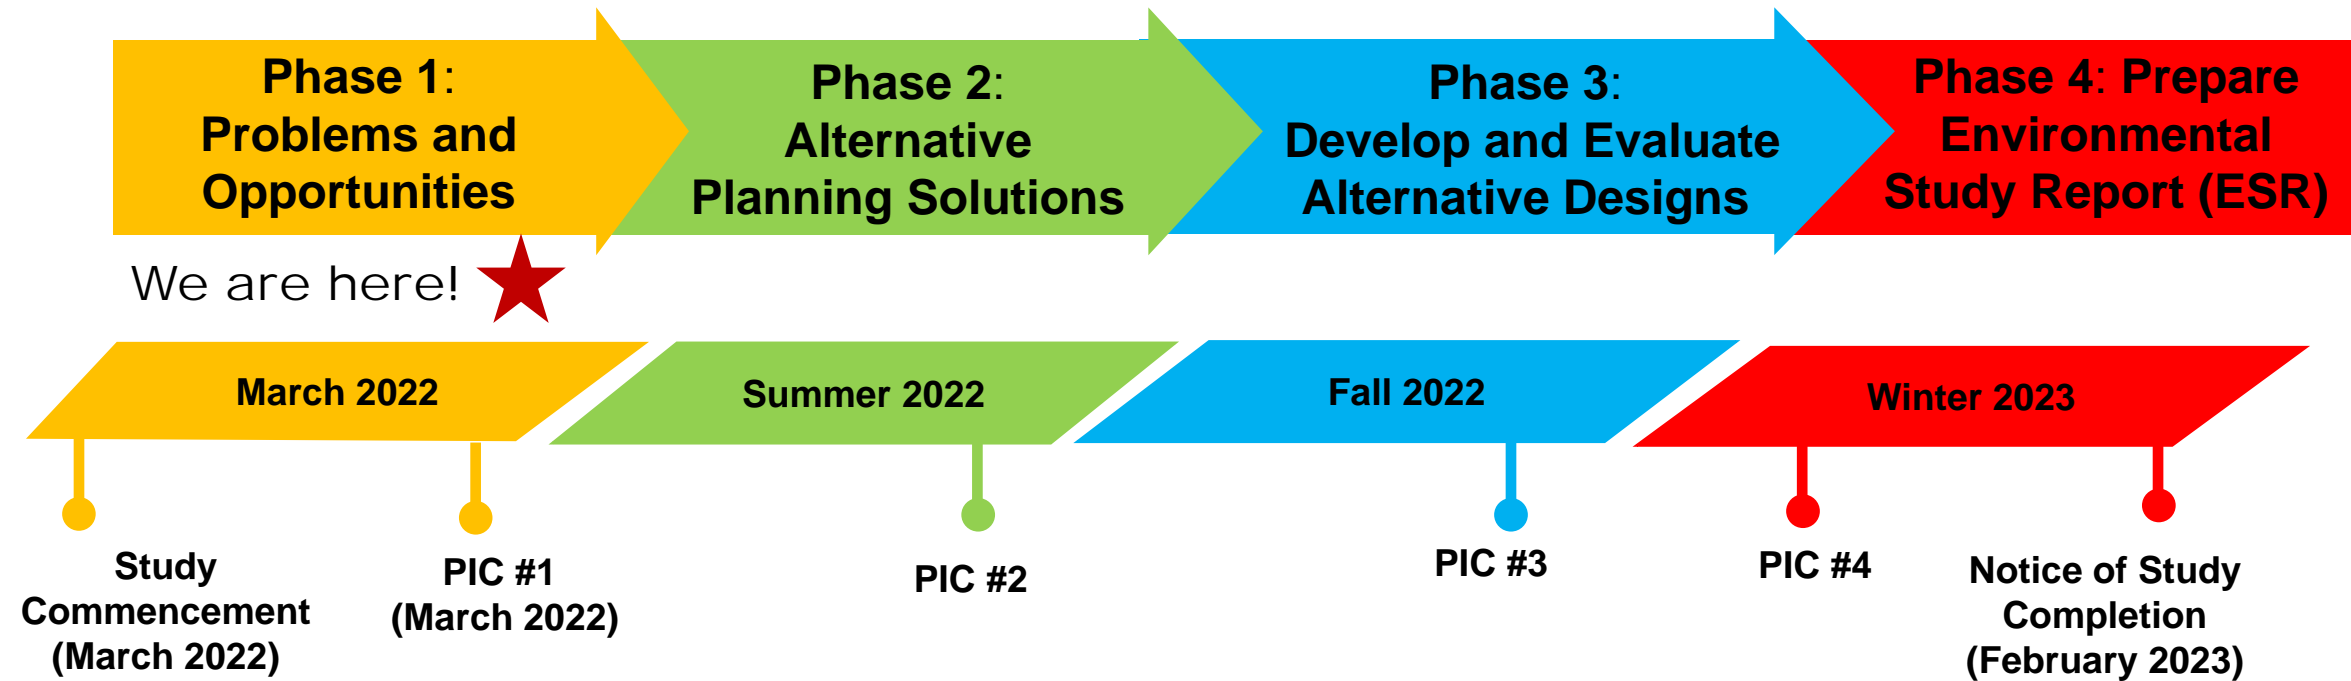 Phase 1:
Problems and
Opportunities
Phase 2:
Alternative
Planning Solutions
Phase 3:
Develop and Evaluate
Alternative Designs
Phase 4: Prepare
Environmental
Study Report (ESR)
We are here!
March 2022
Summer 2022
Fall 2022
Winter 2023
Study
Commencement
(March 2022)
PIC #1
(March 2022)
PIC #2
PIC #3
PIC #4
Notice of Study
Completion
(February 2023)